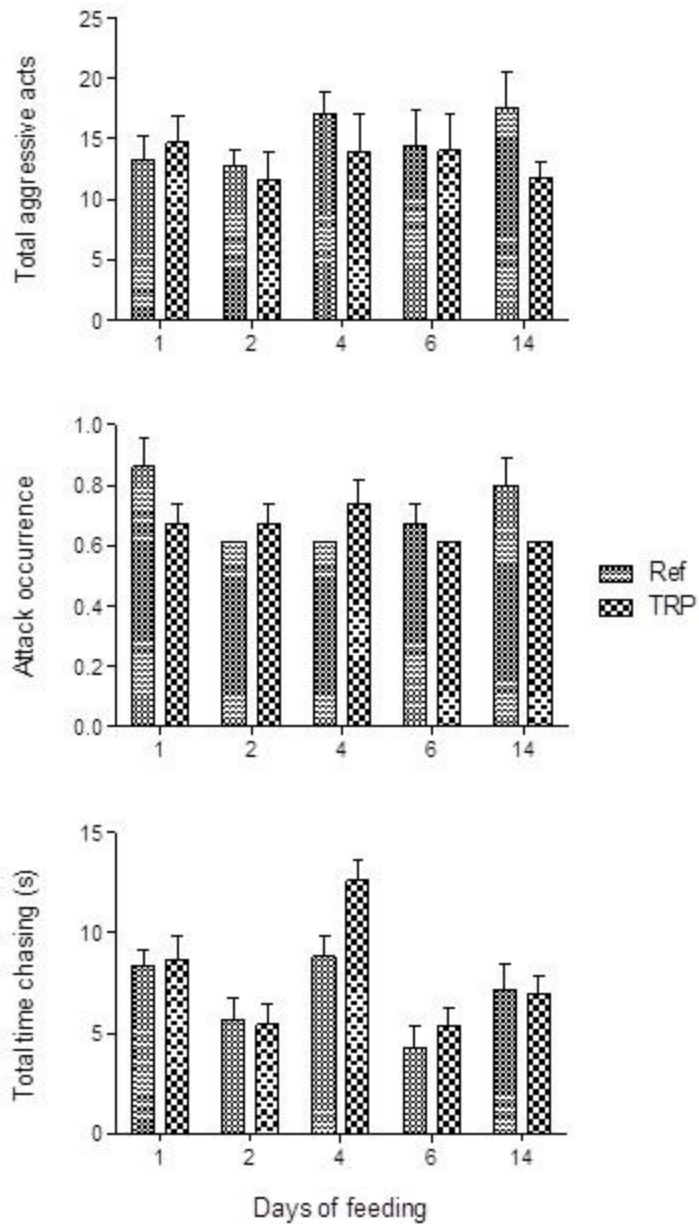 Total aggressive acts
25
20
15
10
5
0
1 2 4 6 14
Attack occurrence
1.0
0.8
0.6
0.4
0.2
0.0
1 2 4 6 14
Ref
TRP
Total time chasing (s)
15
10
5
0
1 2 4 6 14
Days of feeding